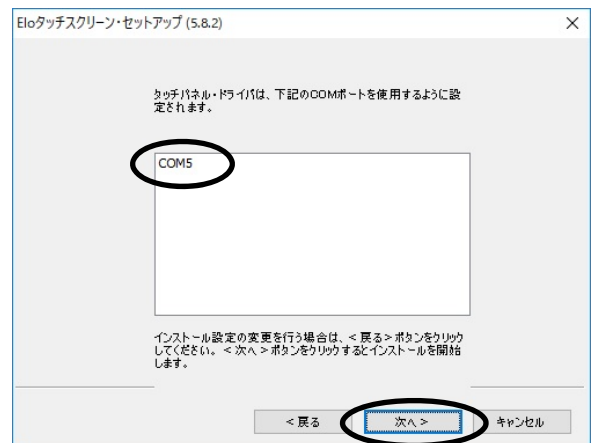 Eloタッチスクリーン・セットアップ (5.8.2)
タッチパネル・ドライバは、下記のCOMポートを使用するように設
定されます。
COM5
インストール設定の変更を行う場合は、<戻る>ボタンをクリック
してください。<次へ>ボタンをクリックするとインストールを開始
します。
<戻る 次へ> キャンセル